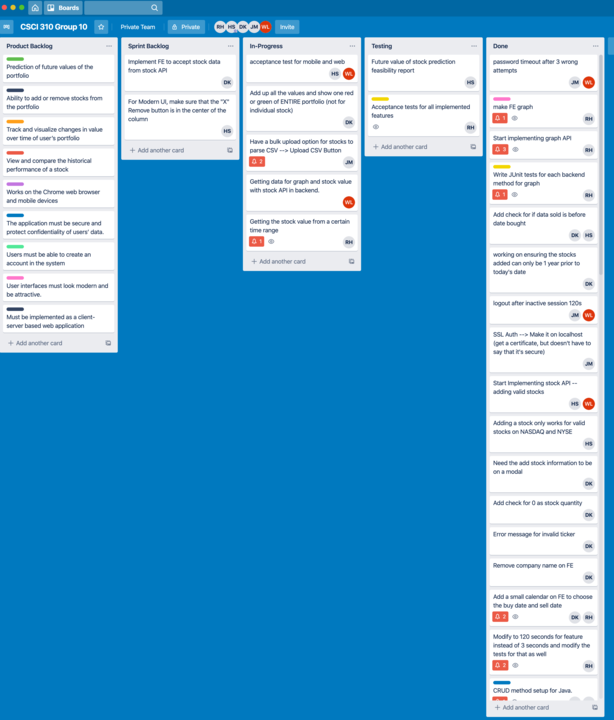 Boards
CSCI 310 Group 10
Private Team
Private
RH HS DK JM WL
Invite
Product Backlog
Prediction of future values of the
portfolio
Ability to add or remove stocks from
the portfolio
Track and visualize changes in value
over time of user's portfolio
View and compare the historical
performance of a stock
Works on the Chrome web browser
and mobile devices
The application must be secure and
protect confidentiality of users' data.
Users must be able to create an
account in the system
User interfaces must look modern and
be attractive.
Must be implemented as a client-
server based web application
+ Add another card
Sprint Backlog
Implement FE to accept stock data
from stock API
DK
For Modern UI, make sure that the "X"
Remove button is in the center of the
column
HS
+ Add another card
In-Progress
acceptance test for mobile and web
HS WL
Add up all the values and show one red
or green of ENTIRE portfolio (not for
individual stock)
DK
Have a bulk upload option for stocks to
parse CSV --> Upload CSV Button
2
JM
Getting data for graph and stock value
with stock API in backend.
WL
Getting the stock value from a certain
time range
1
RH
+ Add another card
Testing
Future value of stock prediction
feasibility report
HS
Acceptance tests for all implemented
features
RH
+ Add another card
Done
password timeout after 3 wrong
attempts
JM WL
make FE graph
1
RH
Start implementing graph API
3
RH
Write JUnit tests for each backend
method for graph
1
RH
Add check for if data sold is before
date bought
DK HS
working on ensuring the stocks
added can only be 1 year prior to
today's date
DK
logout after inactive session 120s
JM WL
SSL Auth --> Make it on localhost
(get a certificate, but doesn't have to
say that it's secure)
JM
Start Implementing stock API --
adding valid stocks
HS WL
Adding a stock only works for valid
stocks on NASDAQ and NYSE
HS
Need the add stock information to be
on a modal
DK
Add check for 0 as stock quantity
DK
Error message for invalid ticker
DK
Remove company name on FE
DK
Add a small calendar on FE to choose
the buy date and sell date
2
DK RH
Modify to 120 seconds for feature
instead of 3 seconds and modify the
tests for that as well
2
RH
CRUD method setup for Java.
+ Add another card